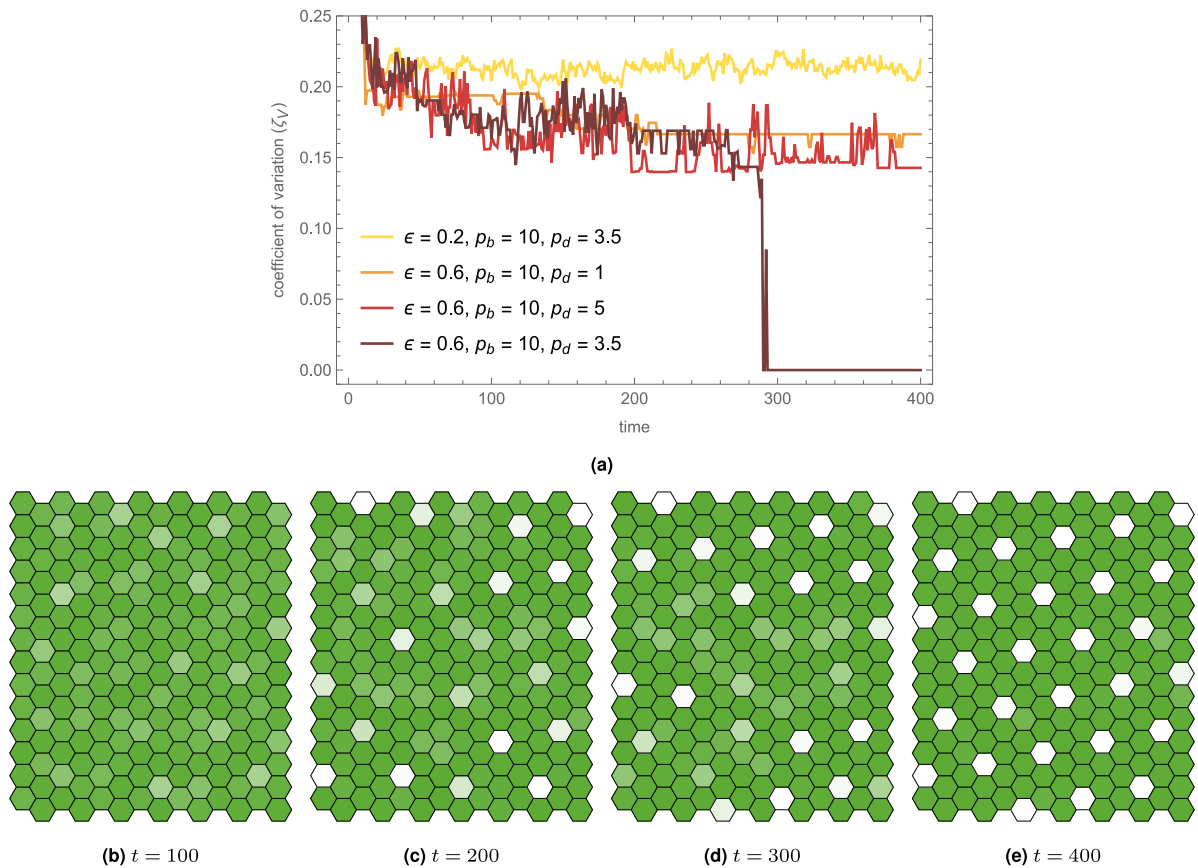 0.25
0.20
0.15
0.10
0.05
0.00
coefficient of variation (ζV)
ϵ = 0.2, pb = 10, pd = 3.5
ϵ = 0.6, pb = 10, pd = 1
ϵ = 0.6, pb = 10, pd = 5
ϵ = 0.6, pb = 10, pd = 3.5
0 100 200 300 400
time
(a)
(b) t = 100 (c) t = 200 (d) t = 300 (e) t = 400